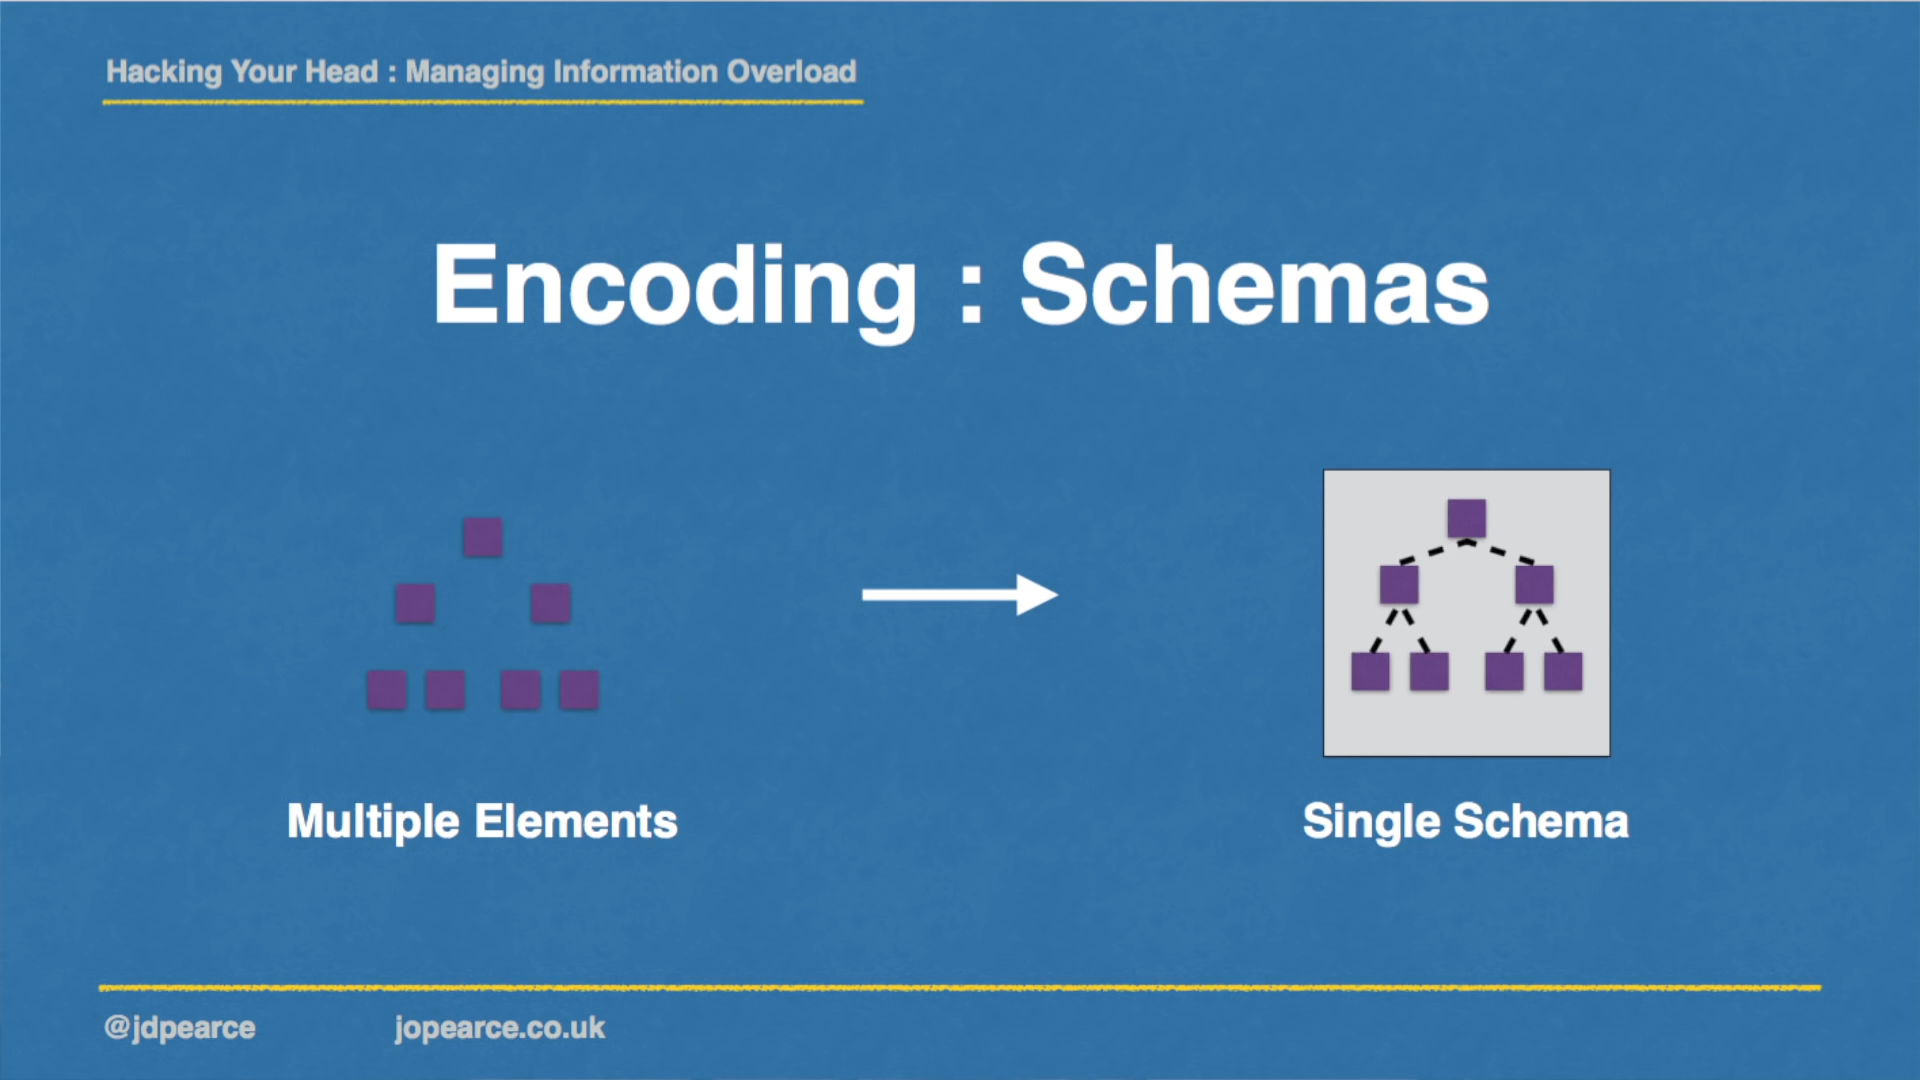 Hacking Your Head : Managing Information Overload
Encoding : Schemas
Multiple Elements
Single Schema
@jdpearce
jopearce.co.uk